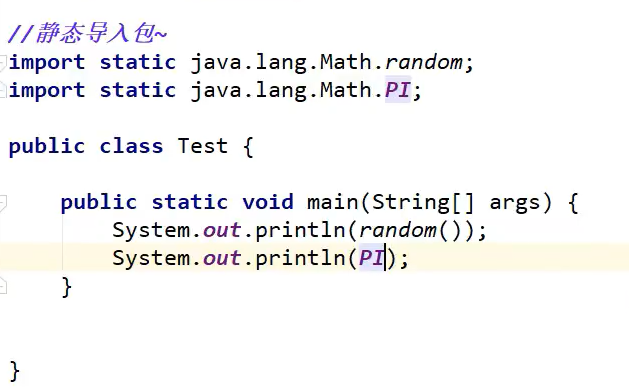 //静态导入包~
import static java.lang.Math.random;
import static java.lang.Math.PI;
public class Test {
public static void main(String[] args) {
System.out.println(random());
System.out.println(PI);
}
}